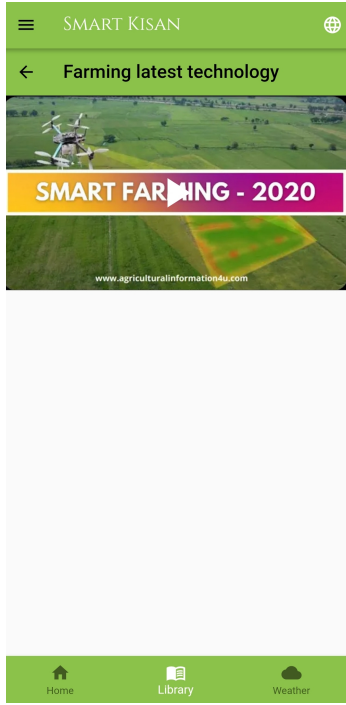 Smart Kisan
Farming latest technology
SMART FARMING - 2020
www.agriculturalinformation4u.com
Home
Library
Weather